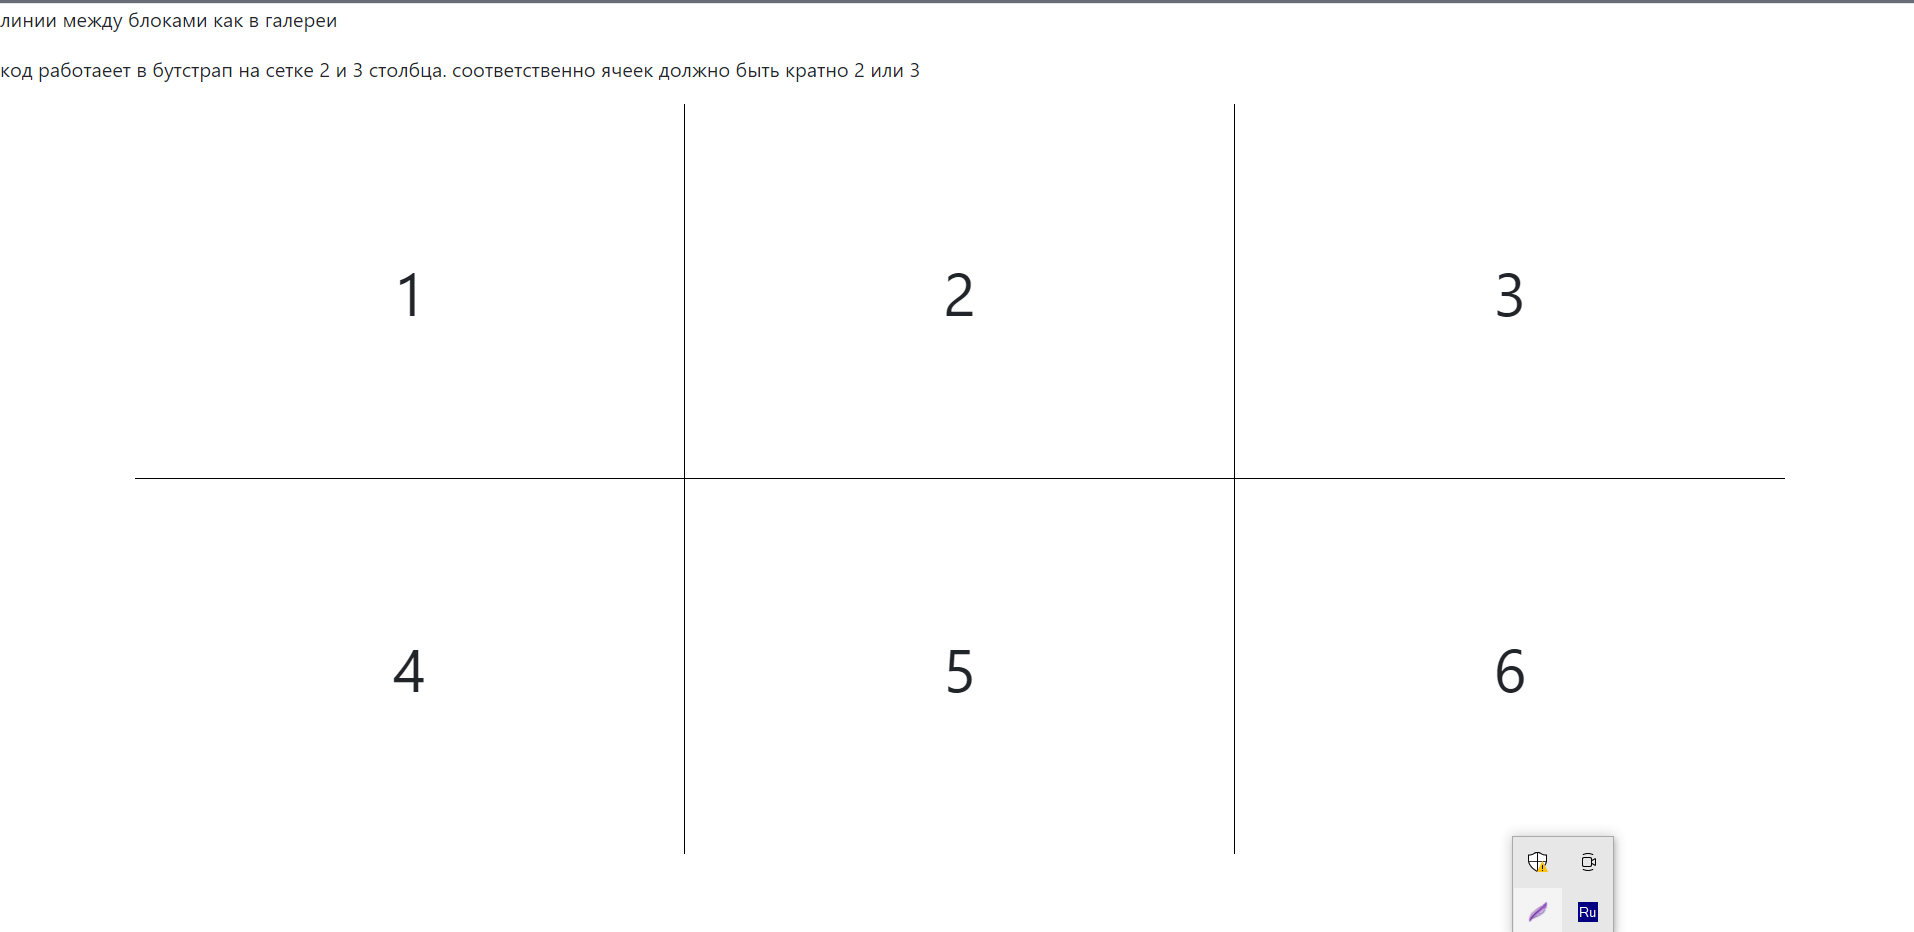 линии между блоками как в галереи
код работаеет в бутстрап на сетке 2 и 3 столбца. соответственно ячеек должно быть кратно 2 или 3
1 2 3
4 5 6
Ru